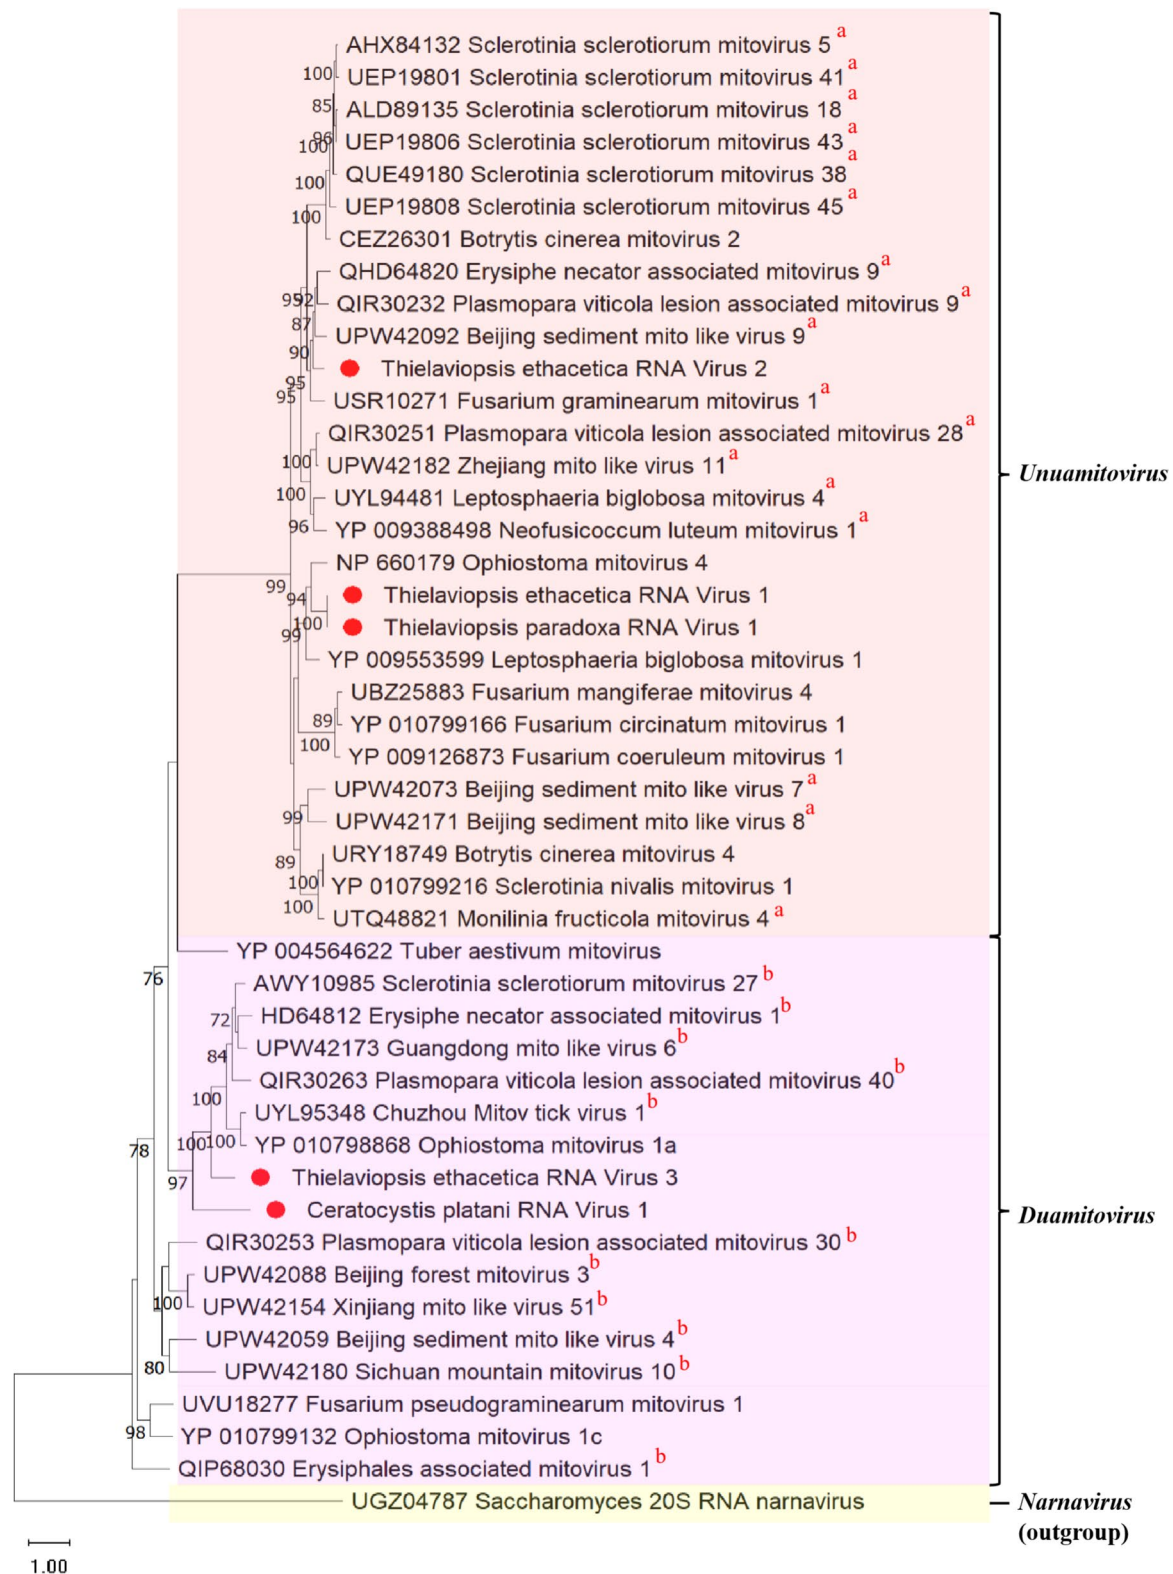 AHX84132 Sclerotinia sclerotiorum mitovirus 5 a
100
UEP19801 Sclerotinia sclerotiorum mitovirus 41 a
85
ALD89135 Sclerotinia sclerotiorum mitovirus 18 a
96
UEP19806 Sclerotinia sclerotiorum mitovirus 43 a
100
QUE49180 Sclerotinia sclerotiorum mitovirus 38 a
100
UEP19808 Sclerotinia sclerotiorum mitovirus 45 a
100
CEZ26301 Botrytis cinerea mitovirus 2
QHD64820 Erysiphe necator associated mitovirus 9 a
95 92
QIR30232 Plasmopara viticola lesion associated mitovirus 9 a
87
UPW42092 Beijing sediment mito like virus 9 a
90
Thielaviopsis ethacetica RNA Virus 2
95
95
USR10271 Fusarium graminearum mitovirus 1 a
QIR30251 Plasmopara viticola lesion associated mitovirus 28 a
100
UPW42182 Zhejiang mito like virus 11 a
Unuamitovirus
100
UYL94481 Leptosphaeria biglobosa mitovirus 4 a
96
YP 009388498 Neofusicoccum luteum mitovirus 1 a
NP 660179 Ophiostoma mitovirus 4
99
94
Thielaviopsis ethacetica RNA Virus 1
100
Thielaviopsis paradoxa RNA Virus 1
99
YP 009553599 Leptosphaeria biglobosa mitovirus 1
UBZ25883 Fusarium mangiferae mitovirus 4
89
YP 010799166 Fusarium circinatum mitovirus 1
100
YP 009126873 Fusarium coeruleum mitovirus 1
UPW42073 Beijing sediment mito like virus 7 a
99
UPW42171 Beijing sediment mito like virus 8 a
URY18749 Botrytis cinerea mitovirus 4
89
100
YP 010799216 Sclerotinia nivalis mitovirus 1
100
UTQ48821 Monilinia fructicola mitovirus 4 a
YP 004564622 Tuber aestivum mitovirus
76
AWY10985 Sclerotinia sclerotiorum mitovirus 27 b
72
HD64812 Erysiphe necator associated mitovirus 1 b
84
UPW42173 Guangdong mito like virus 6 b
QIR30263 Plasmopara viticola lesion associated mitovirus 40 b
100
UYL95348 Chuzhou Mitov tick virus 1 b
78
100 100
YP 010798868 Ophiostoma mitovirus 1a
97
Thielaviopsis ethacetica RNA Virus 3
Ceratocystis platani RNA Virus 1
Duamitovirus
QIR30253 Plasmopara viticola lesion associated mitovirus 30 b
UPW42088 Beijing forest mitovirus 3 b
100
UPW42154 Xinjiang mito like virus 51 b
UPW42059 Beijing sediment mito like virus 4 b
80
UPW42180 Sichuan mountain mitovirus 10 b
UVU18277 Fusarium pseudograminearum mitovirus 1
98
YP 010799132 Ophiostoma mitovirus 1c
QIP68030 Erysiphales associated mitovirus 1 b
UGZ04787 Saccharomyces 20S RNA narnavirus
Narnavirus
(outgroup)
1.00